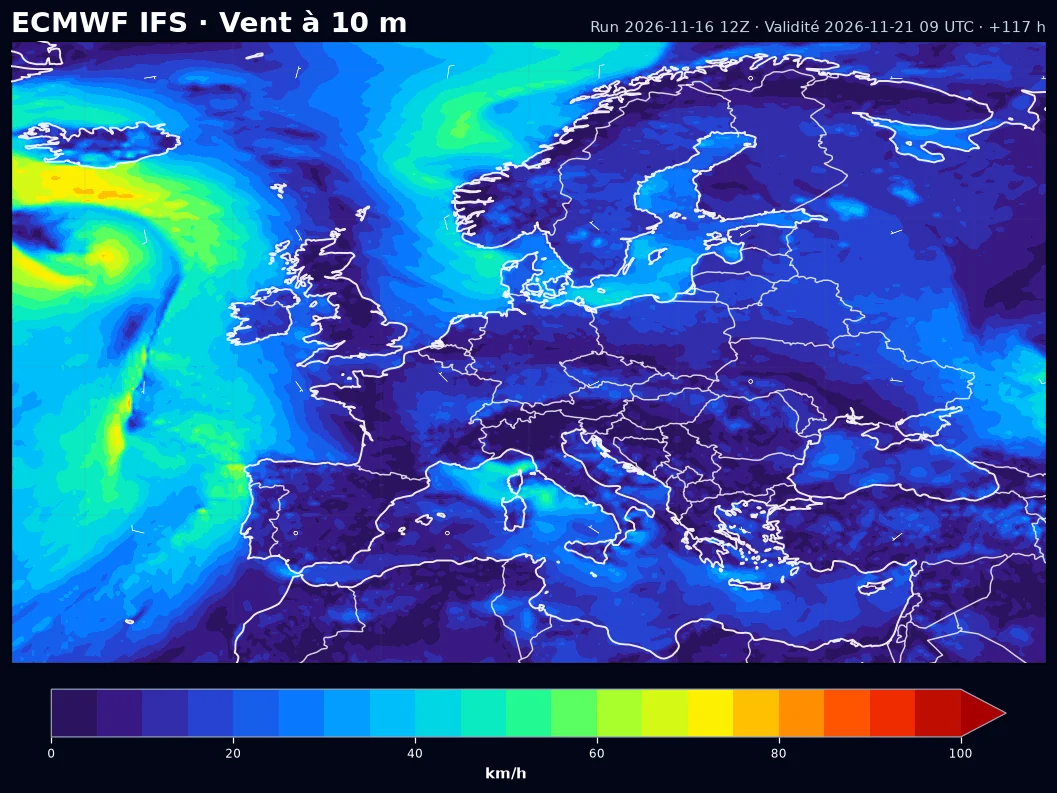 ECMWF IFS · Vent à 10 m
Run 2026-11-16 12Z · Validité 2026-11-21 09 UTC · +117 h
0 20 40 60 80 100
km/h